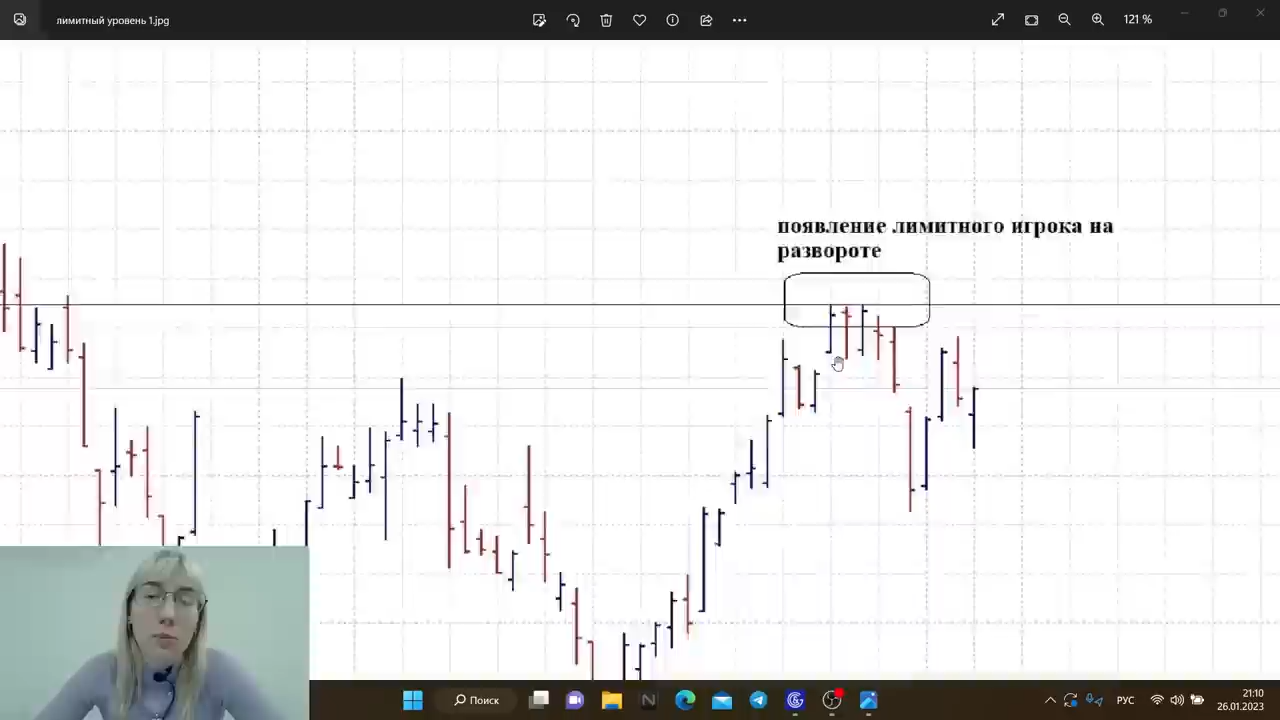 лимитный уровень 1.jpg
121 %
появление лимитного игрока на
развороте
Поиск
РУС
21:10
26.01.2023